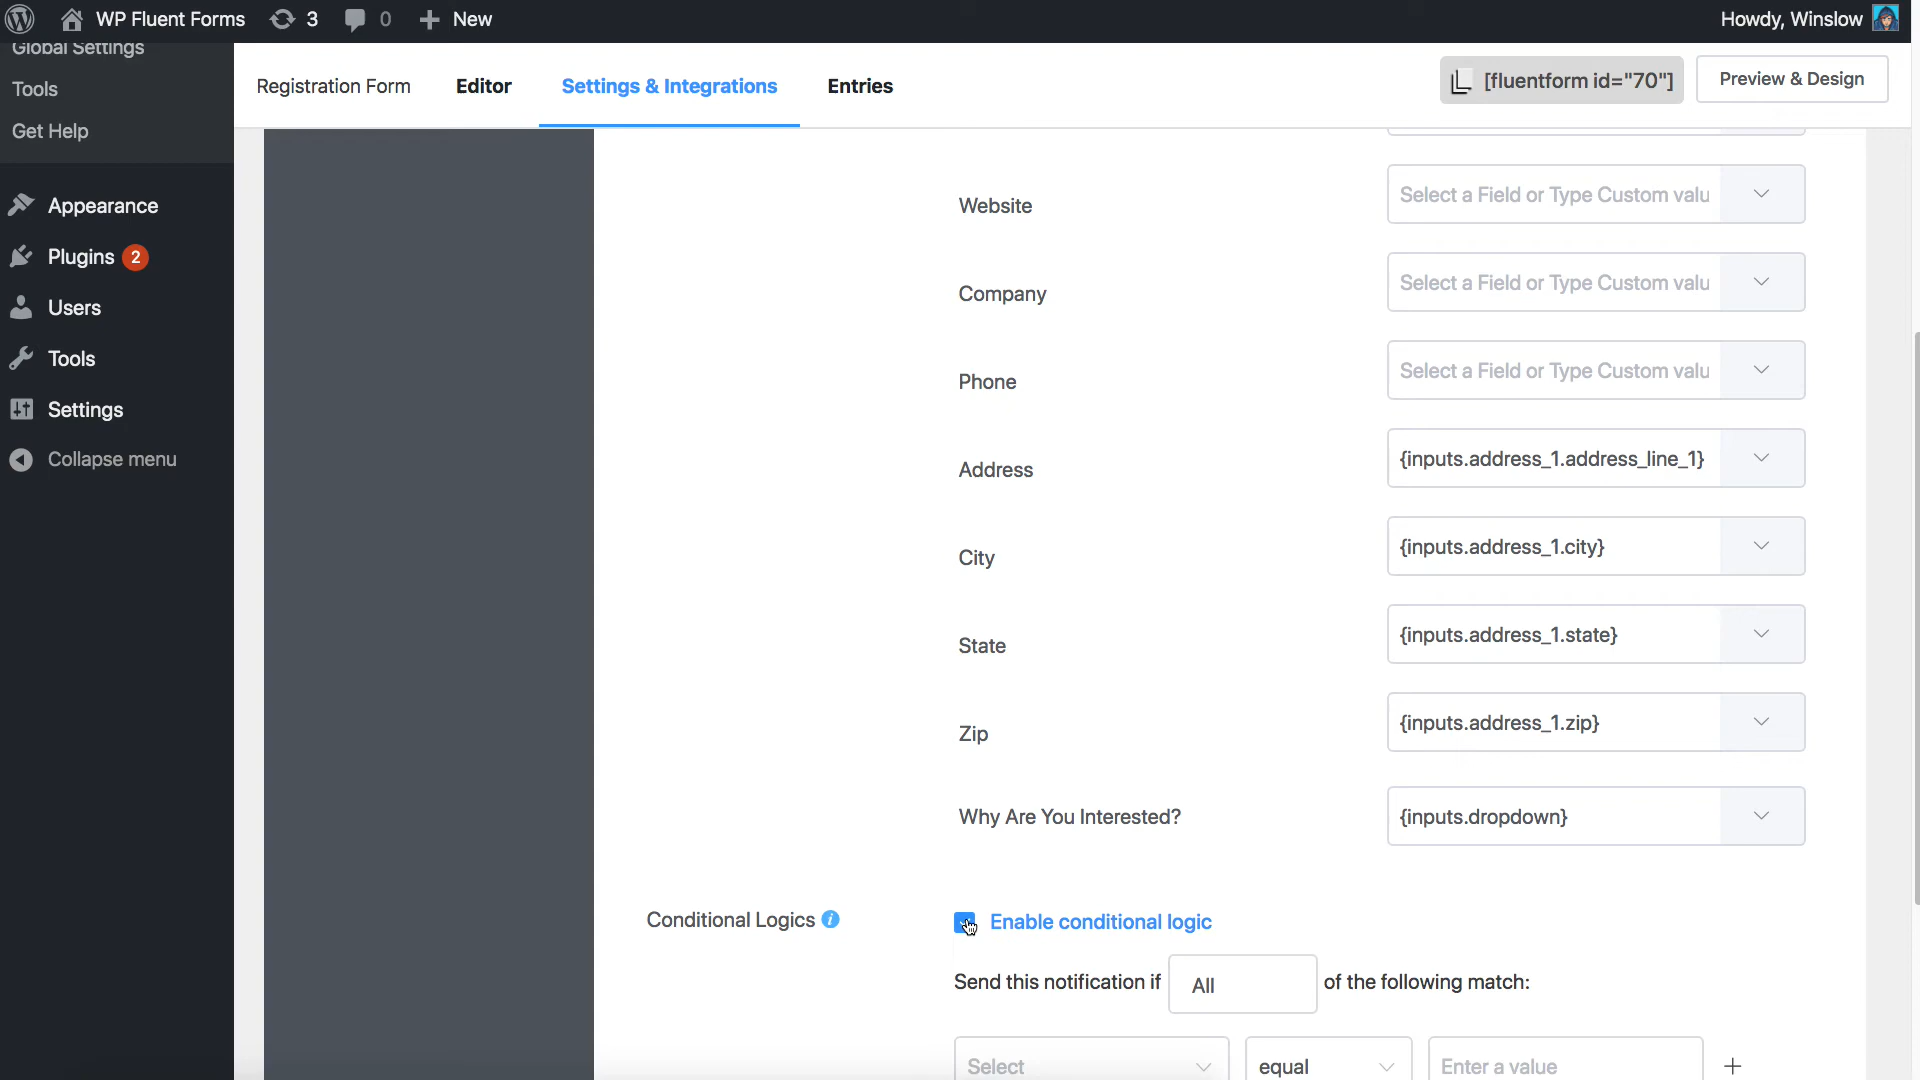 WP Fluent Forms 3 0 New Howdy, Winslow
Global Settings
Tools
Get Help
Appearance
Plugins 2
Users
Tools
Settings
Collapse menu
Registration Form Editor Settings & Integrations Entries [fluentform id="70"] Preview & Design
Website Select a Field or Type Custom valu
Company Select a Field or Type Custom valu
Phone Select a Field or Type Custom valu
Address {inputs.address_1.address_line_1}
City {inputs.address_1.city}
State {inputs.address_1.state}
Zip {inputs.address_1.zip}
Why Are You Interested? {inputs.dropdown}
Conditional Logics Enable conditional logic
Send this notification if All of the following match:
Select equal Enter a value